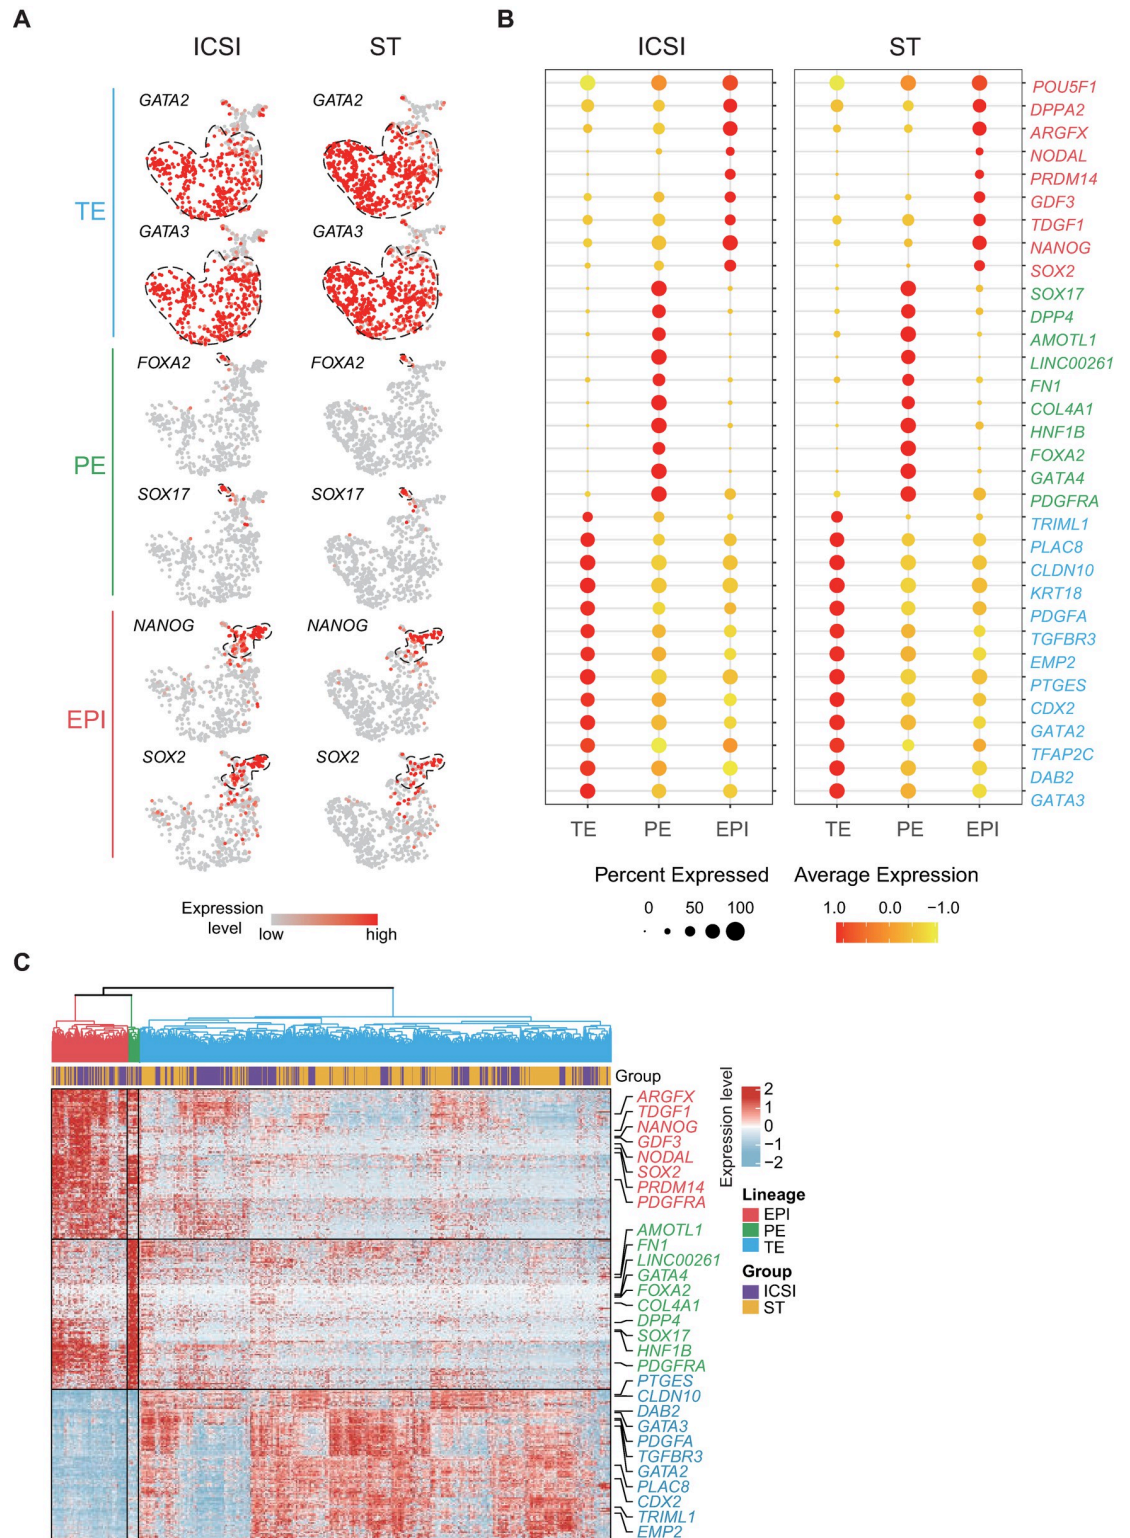 A
ICSI
ST
TE
GATA2
GATA2
GATA3
GATA3
PE
FOXA2
FOXA2
SOX17
SOX17
EPI
NANOG
NANOG
SOX2
SOX2
Expression
level
low
high
B
ICSI
ST
POU5F1
DPPA2
ARGFX
NODAL
PRDM14
GDF3
TDGF1
NANOG
SOX2
SOX17
DPP4
AMOTL1
LINC00261
FN1
COL4A1
HNF1B
FOXA2
GATA4
PDGFRA
TRIML1
PLAC8
CLDN10
KRT18
PDGFA
TGFBR3
EMP2
PTGES
CDX2
GATA2
TFAP2C
DAB2
GATA3
TE PE EPI
TE PE EPI
Percent Expressed
0 50 100
Average Expression
1.0 0.0 −1.0
C
Group
ARGFX
TDGF1
NANOG
GDF3
NODAL
SOX2
PRDM14
PDGFRA
AMOTL1
FN1
LINC00261
GATA4
FOXA2
COL4A1
DPP4
SOX17
HNF1B
PDGFRA
PTGES
CLDN10
DAB2
GATA3
PDGFA
TGFBR3
GATA2
PLAC8
CDX2
TRIML1
EMP2
Expression level
2
1
0
−1
−2
Lineage
EPI
PE
TE
Group
ICSI
ST